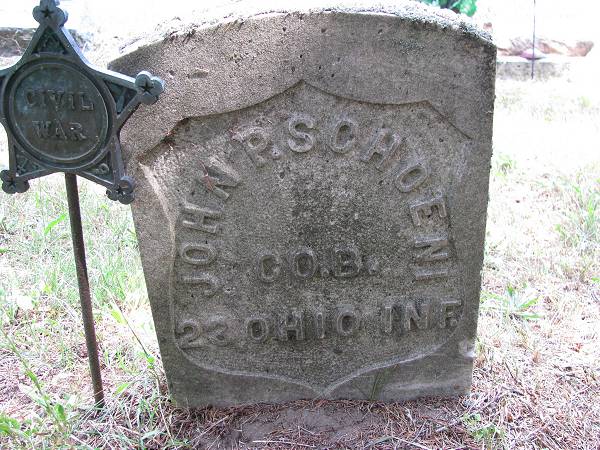 CIVIL
WAR
JOHN P. SCHOENI
CO. B.
23 OHIO INF.